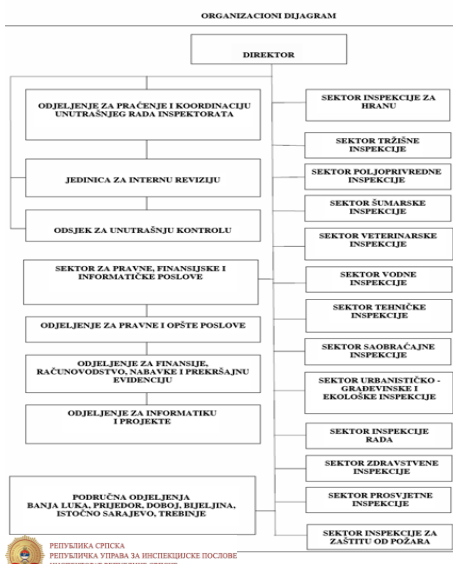 ORGANIZACIONI DIJAGRAM
DIREKTOR
ODJELJENJE ZA PRAĆENJE I KOORDINACIJU
UNUTRAŠNJEG RADA INSPEKTORATA
JEDINICA ZA INTERNU REVIZIJU
ODSJEK ZA UNUTRAŠNJU KONTROLU
SEKTOR ZA PRAVNE, FINANSIJSKE I
INFORMATIČKE POSLOVE
ODJELJENJE ZA PRAVNE I OPŠTE POSLOVE
ODJELJENJE ZA FINANSIJE,
RAČUNOVODSTVO, NABAVKE I PREKRŠAJNU
EVIDENCIJU
ODJELJENJE ZA INFORMATIKU
I PROJEKTE
PODRUČNA ODJELJENJA
BANJA LUKA, PRIJEDOR, DOBOJ, BIJELJINA,
ISTOČNO SARAJEVO, TREBINJE
SEKTOR INSPEKCIJE ZA
HRANU
SEKTOR TRŽIŠNE
INSPEKCIJE
SEKTOR POLJOPRIVREDNE
INSPEKCIJE
SEKTOR ŠUMARSKE
INSPEKCIJE
SEKTOR VETERINARSKE
INSPEKCIJE
SEKTOR VODNE
INSPEKCIJE
SEKTOR TEHNIČKE
INSPEKCIJE
SEKTOR SAOBRAĆAJNE
INSPEKCIJE
SEKTOR URBANISTIČKO -
GRAĐEVINSKE I
EKOLOŠKE INSPEKCIJE
SEKTOR INSPEKCIJE
RADA
SEKTOR ZDRAVSTVENE
INSPEKCIJE
SEKTOR PROSVJETNE
INSPEKCIJE
SEKTOR INSPEKCIJE ZA
ZAŠTITU OD POŽARA
РЕПУБЛИКА СРПСКА
РЕПУБЛИЧКА УПРАВА ЗА ИНСПЕКЦИЈСКЕ ПОСЛОВЕ